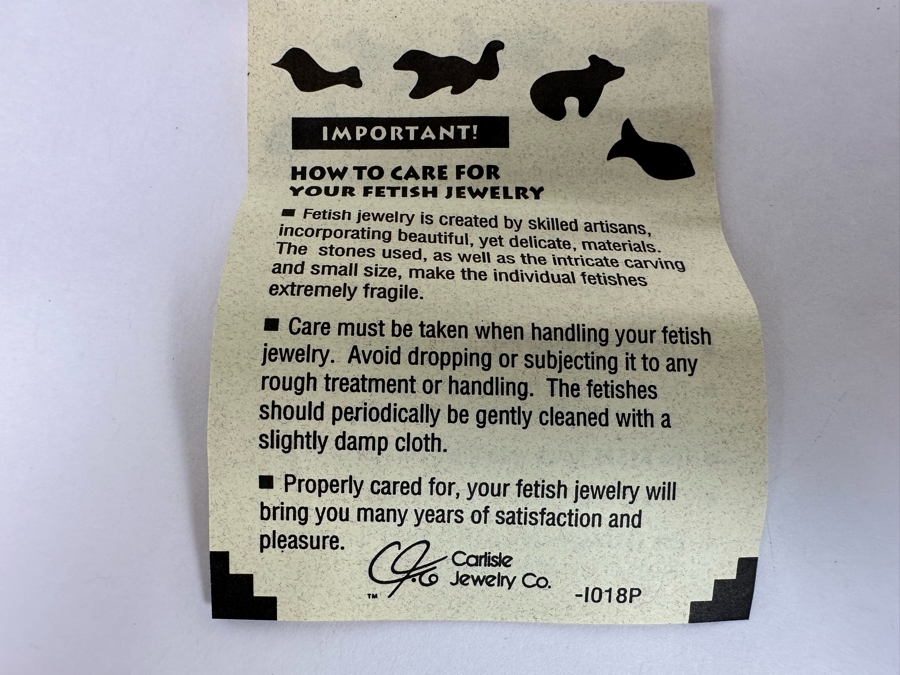 IMPORTANT!
HOW TO CARE FOR
YOUR FETISH JEWELRY
■ Fetish jewelry is created by skilled artisans,
incorporating beautiful, yet delicate, materials.
The stones used, as well as the intricate carving
and small size, make the individual fetishes
extremely fragile.
■ Care must be taken when handling your fetish
jewelry. Avoid dropping or subjecting it to any
rough treatment or handling. The fetishes
should periodically be gently cleaned with a
slightly damp cloth.
■ Properly cared for, your fetish jewelry will
bring you many years of satisfaction and
pleasure.
Carlisle
Jewelry Co.
™
-I018P